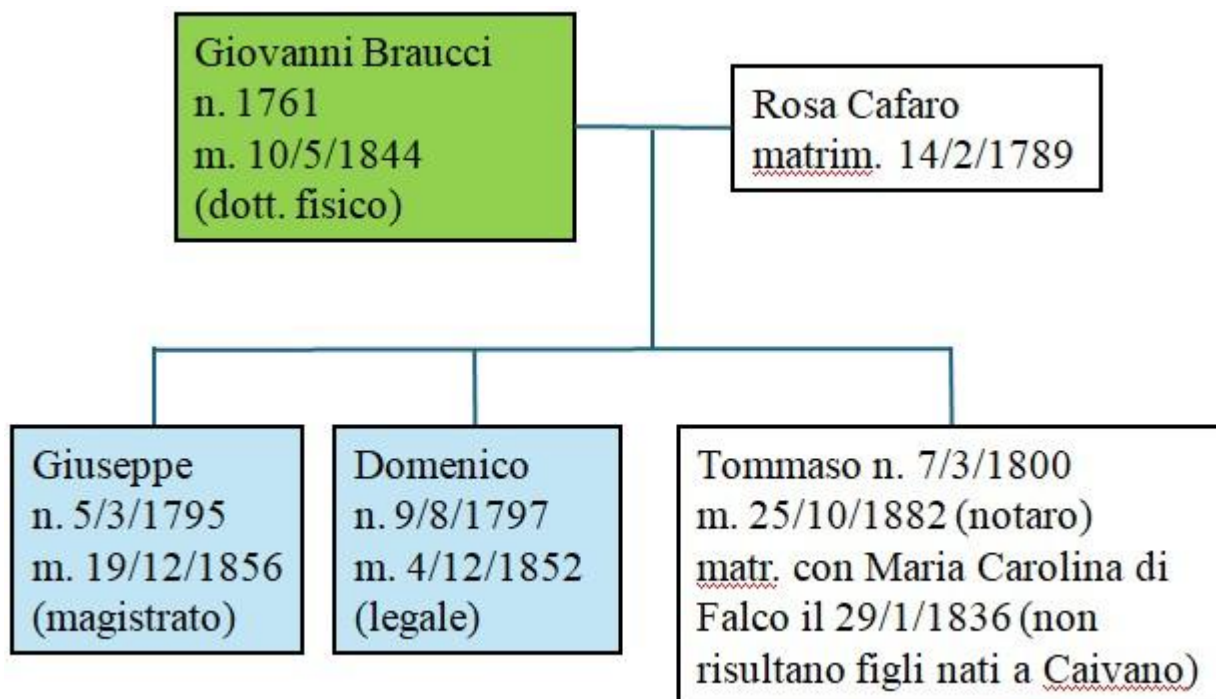 Giovanni Braucci
n. 1761
m. 10/5/1844
(dott. fisico)
Rosa Cafaro
matrim. 14/2/1789
Giuseppe
n. 5/3/1795
m. 19/12/1856
(magistrato)
Domenico
n. 9/8/1797
m. 4/12/1852
(legale)
Tommaso n. 7/3/1800
m. 25/10/1882 (notaro)
matr. con Maria Carolina di
Falco il 29/1/1836 (non
risultano figli nati a Caivano)